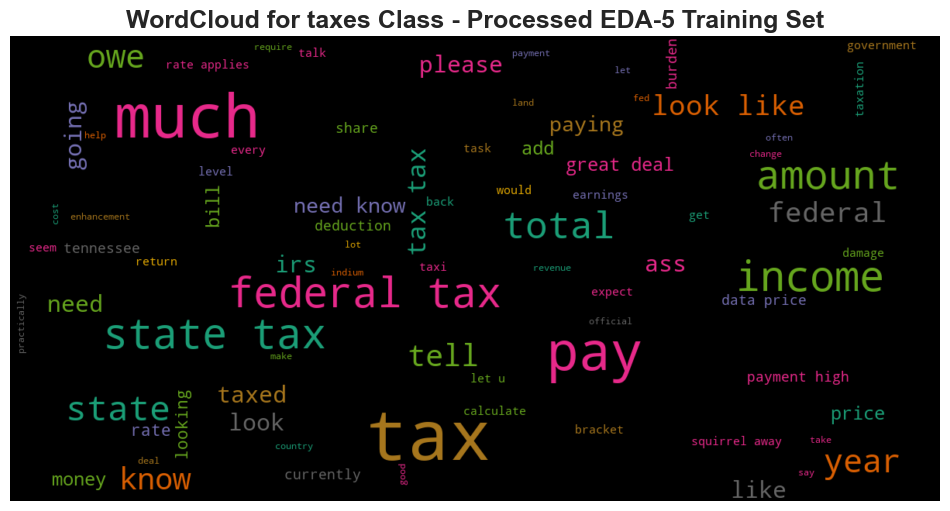 WordCloud for taxes Class - Processed EDA-5 Training Set
require
government
owe
talk
payment
rate applies
please
let
burden
taxation
much
land
fed
look like
going
help
share
paying
often
every
task
add
change
level
great deal
tax tax
amount
bill
need know
back
would
earnings
federal
cost
enhancement
deduction
total
get
seem
tennessee
lot
damage
return
irs
indium
taxi
revenue
ass
income
federal tax
expect
data price
need
practically
state tax
official
make
tell
pay
let u
payment high
taxed
state
look
calculate
price
rate
looking
tax
bracket
squirrel away
take
country
deal
year
money
know
currently
good
say
like